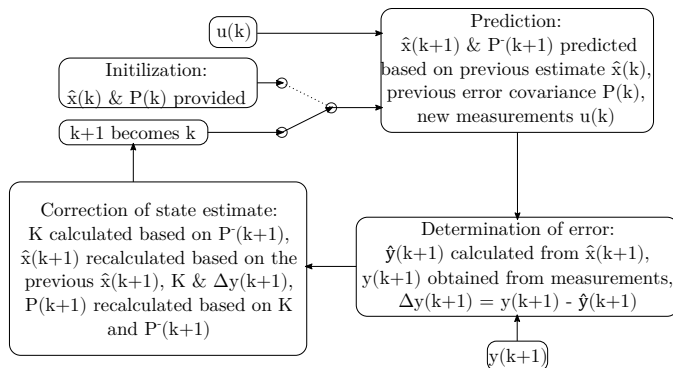 u(k)
Initilization:
x̂(k) & P(k) provided
k+1 becomes k
Prediction:
x̂(k+1) & P⁻(k+1) predicted
based on previous estimate x̂(k),
previous error covariance P(k),
new measurements u(k)
Correction of state estimate:
K calculated based on P⁻(k+1),
x̂(k+1) recalculated based on the
previous x̂(k+1), K & Δy(k+1),
P(k+1) recalculated based on K
and P⁻(k+1)
Determination of error:
ŷ(k+1) calculated from x̂(k+1),
y(k+1) obtained from measurements,
Δy(k+1) = y(k+1) - ŷ(k+1)
y(k+1)